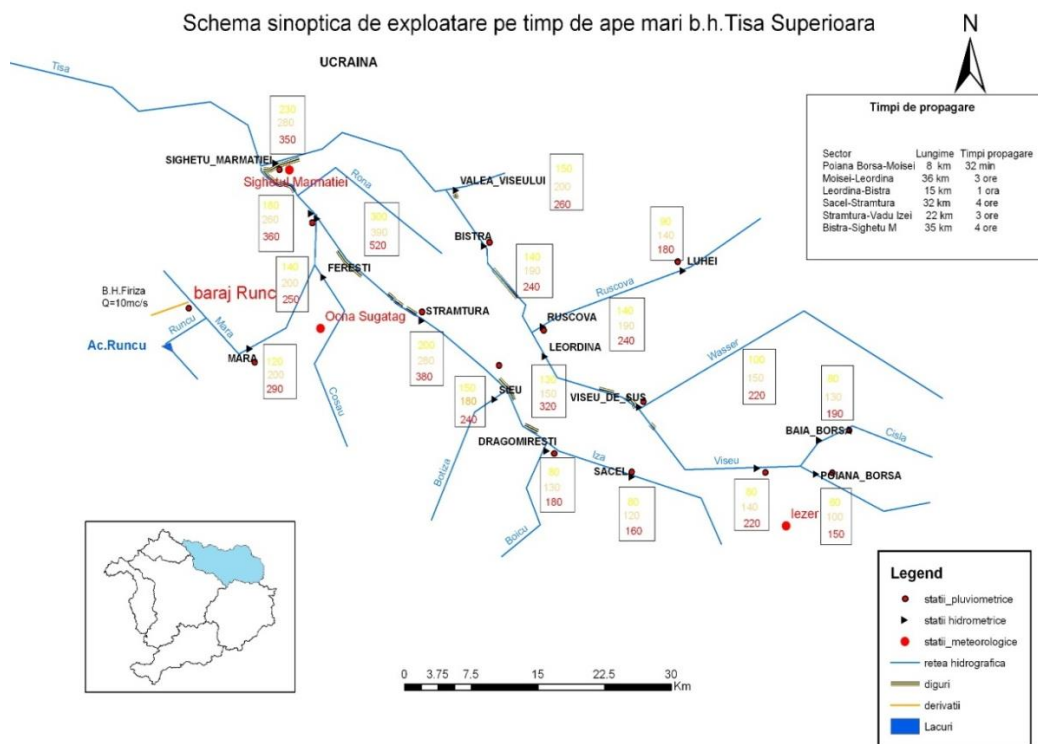 Schema sinoptica de exploatare pe timp de ape mari b.h.Tisa Superioara
N
UCRAINA
Tisa
Timpi de propagare
Sector Lungime Timpi propagare
Poiana Borsa-Moisei 8 km 32 min
Moisei-Leordina 36 km 3 ore
Leordina-Bistra 15 km 1 ora
Sacel-Stramtura 32 km 4 ore
Stramtura-Vadu Izei 22 km 3 ore
Bistra-Sighetu M 35 km 4 ore
230
280
350
SIGHETU_MARMATIEI
Sighetul Marmatiei
Rona
VALEA_VISEULUI
150
200
260
180
260
360
300
390
520
BISTRA
90
140
180
LUHEI
Ruscova
FERESTI
140
200
250
140
190
240
B.H.Firiza
Q=10mc/s
baraj Runc
Ocna Sugatag
STRAMTURA
RUSCOVA
140
190
240
Wasser
Mara
Runcu
Ac.Runcu
LEORDINA
MARA
120
200
290
Cosau
200
280
380
SIEU
150
180
240
130
150
320
VISEU_DE_SUS
100
150
220
80
130
190
BAIA_BORSA
Cisla
DRAGOMIRESTI
Iza
SACEL
Viseu
POIANA_BORSA
Botiza
Boicu
80
130
180
80
120
160
90
140
220
Iezer
60
100
150
Legend
statii_pluviometrice
statii hidrometrice
statii_meteorologice
retea hidrografica
diguri
derivatii
Lacuri
0 3.75 7.5 15 22.5 30
Km